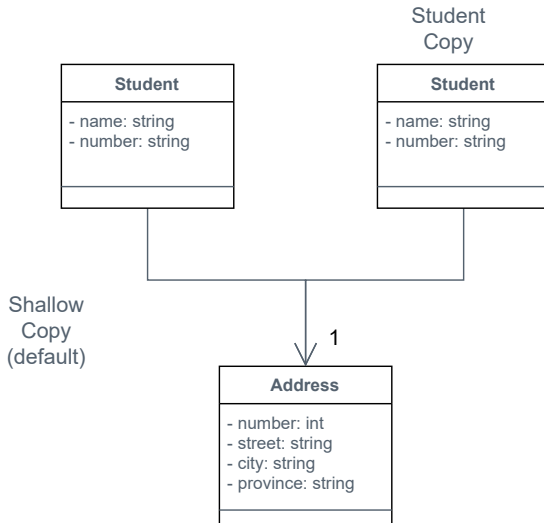 Student
Copy
Student
- name: string
- number: string
Student
- name: string
- number: string
Shallow
Copy
(default)
1
Address
- number: int
- street: string
- city: string
- province: string